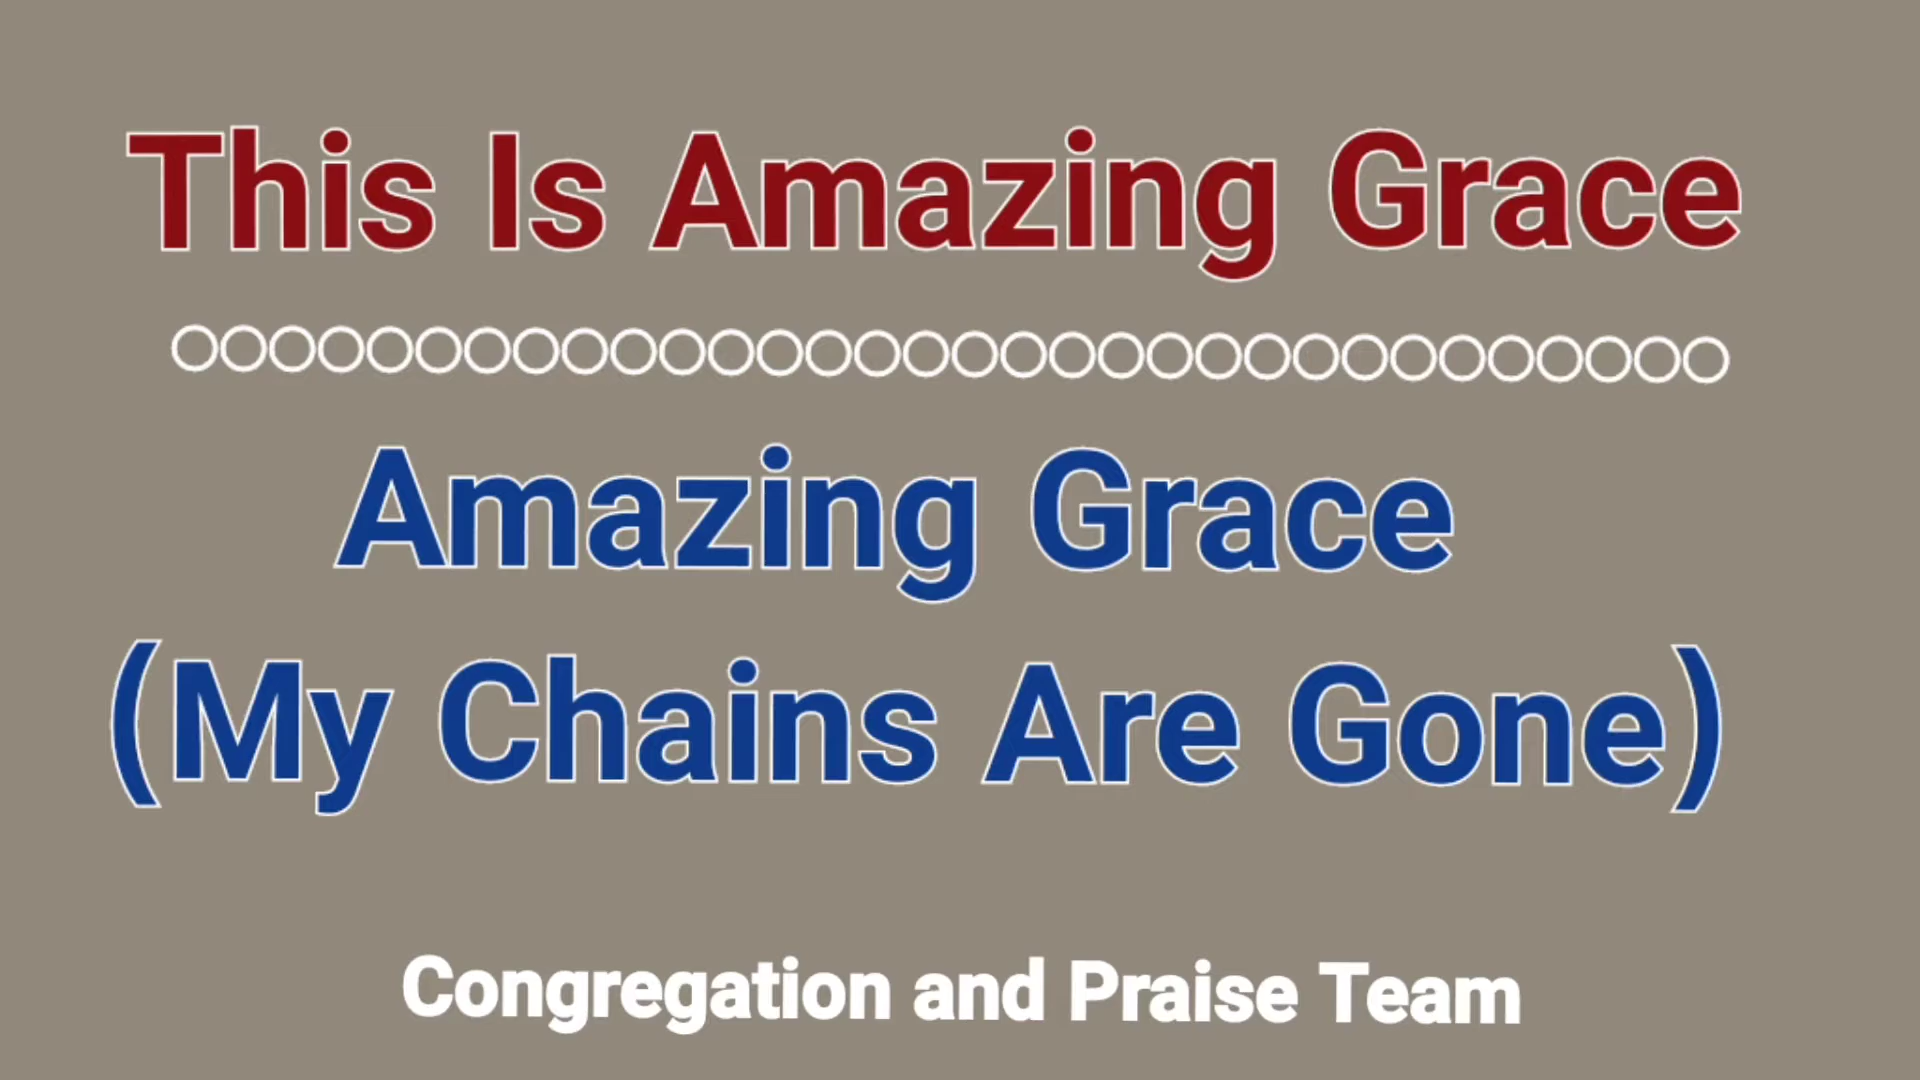 This Is Amazing Grace
Amazing Grace
(My Chains Are Gone)
Congregation and Praise Team